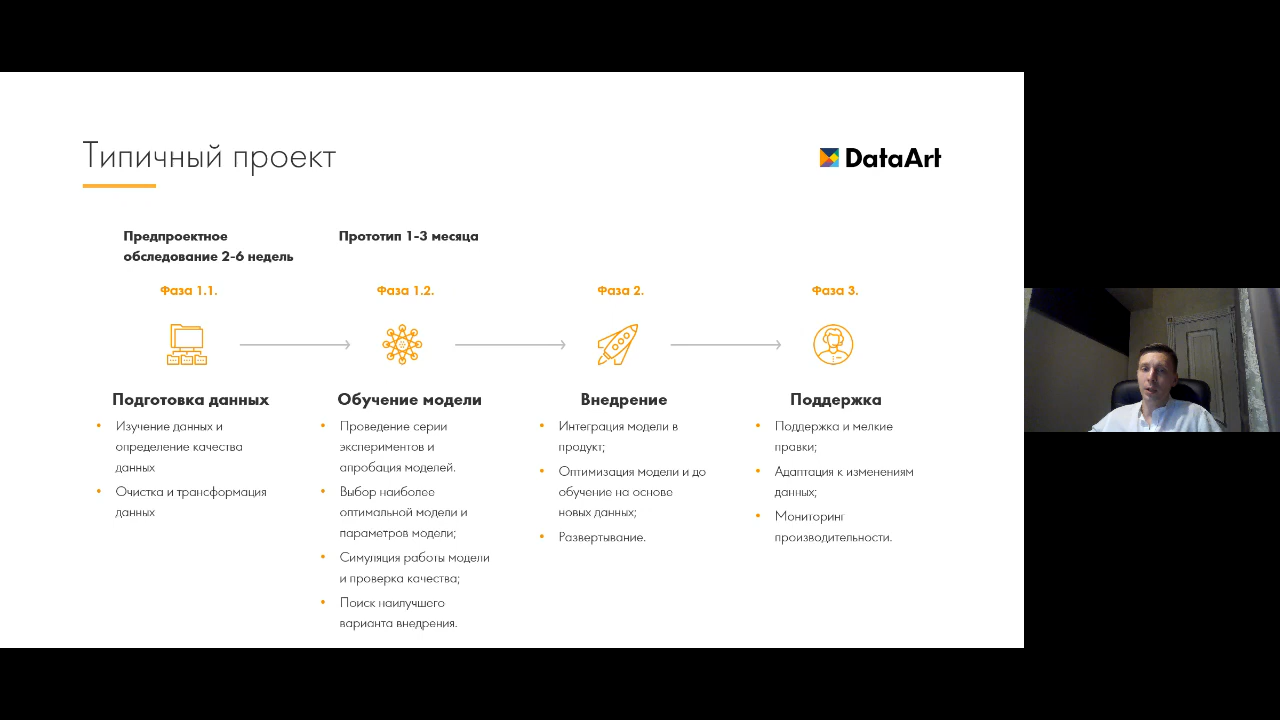 Типичный проект
DataArt
Предпроектное
обследование 2-6 недель
Прототип 1-3 месяца
Фаза 1.1.
Фаза 1.2.
Фаза 2.
Фаза 3.
Подготовка данных
Изучение данных и
определение качества
данных
Очистка и трансформация
данных
Обучение модели
Проведение серии
экспериментов и
апробация моделей.
Выбор наиболее
оптимальной модели и
параметров модели;
Симуляция работы модели
и проверка качества;
Поиск наилучшего
варианта внедрения.
Внедрение
Интеграция модели в
продукт;
Оптимизация модели и до
обучение на основе
новых данных;
Развертывание.
Поддержка
Поддержка и мелкие
правки;
Адаптация к изменениям
данных;
Мониторинг
производительности.